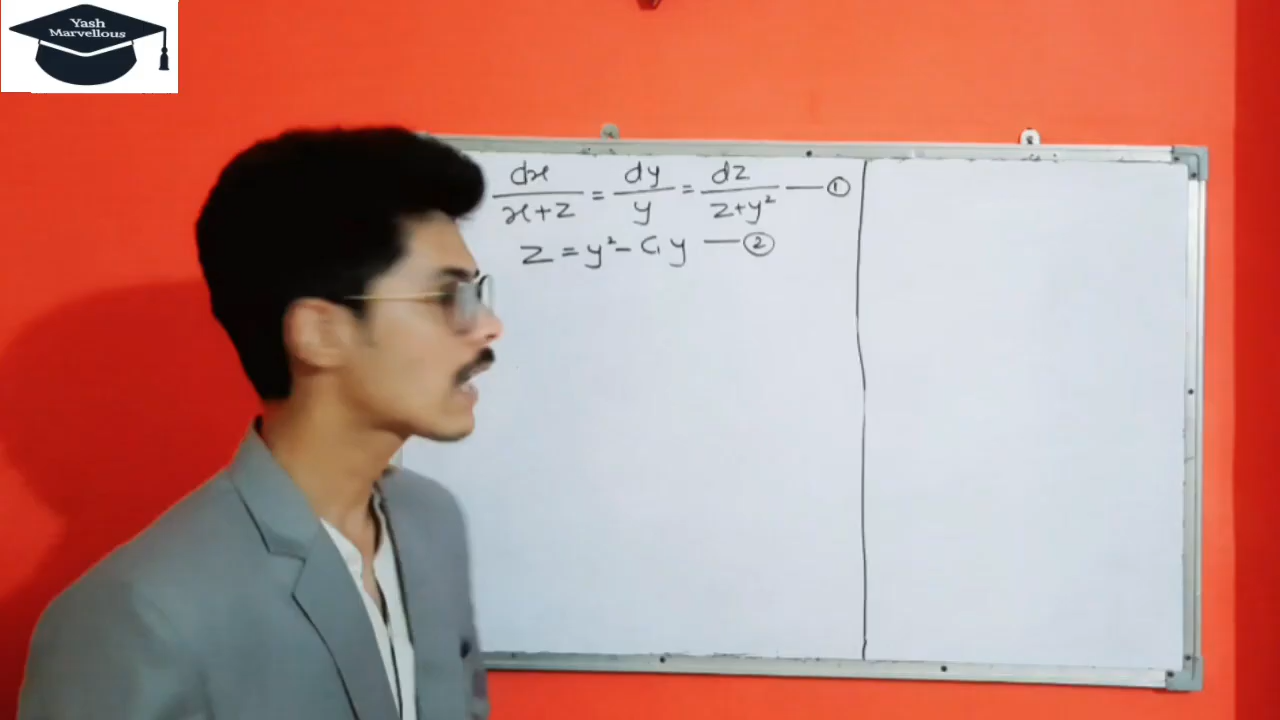 Yash
Marvellous
dx/x+z = dy/y = dz/z+y² —①
z = y² - C₁y —②